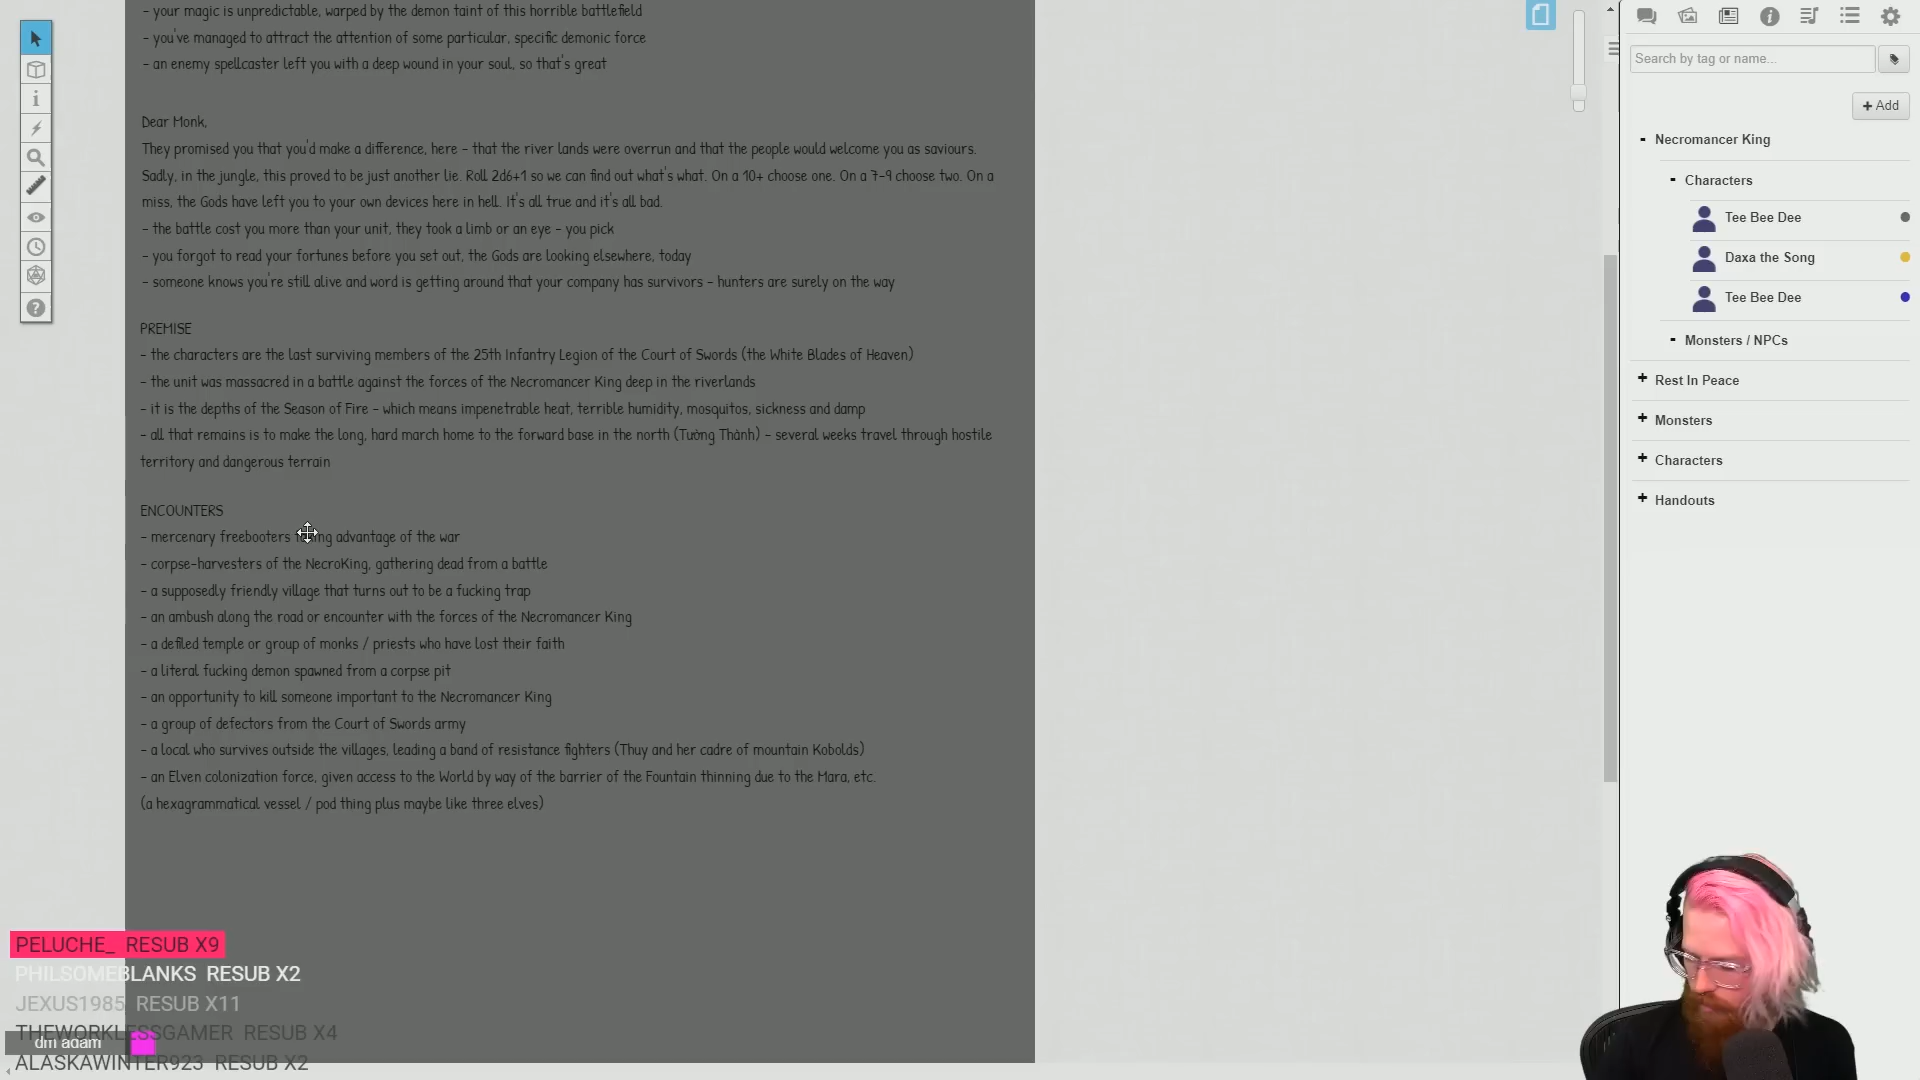 - your magic is unpredictable, warped by the demon taint of this horrible battlefield
- you've managed to attract the attention of some particular, specific demonic force
- an enemy spellcaster left you with a deep wound in your soul, so that's great
Dear Monk,
They promised you that you'd make a difference, here - that the river lands were overrun and that the people would welcome you as saviours.
Sadly, in the jungle, this proved to be just another lie. Roll 2d6+1 so we can find out what's what. On a 10+ choose one. On a 7-9 choose two. On a
miss, the Gods have left you to your own devices here in hell. It's all true and it's all bad.
- the battle cost you more than your unit, they took a limb or an eye - you pick
- you forgot to read your fortunes before you set out, the Gods are looking elsewhere, today
- someone knows you're still alive and word is getting around that your company has survivors - hunters are surely on the way
PREMISE
- the characters are the last surviving members of the 25th Infantry Legion of the Court of Swords (the White Blades of Heaven)
- the unit was massacred in a battle against the forces of the Necromancer King deep in the riverlands
- it is the depths of the Season of Fire - which means impenetrable heat, terrible humidity, mosquitos, sickness and damp
- all that remains is to make the long, hard march home to the forward base in the north (Tường Thành) - several weeks travel through hostile
territory and dangerous terrain
ENCOUNTERS
- mercenary freebooters advantage of the war
- corpse-harvesters of the NecroKing, gathering dead from a battle
- a supposedly friendly village that turns out to be a fucking trap
- an ambush along the road or encounter with the forces of the Necromancer King
- a defiled temple or group of monks / priests who have lost their faith
- a literal fucking demon spawned from a corpse pit
- an opportunity to kill someone important to the Necromancer King
- a group of defectors from the Court of Swords army
- a local who survives outside the villages, leading a band of resistance fighters (Thuy and her cadre of mountain Kobolds)
- an Elven colonization force, given access to the World by way of the barrier of the Fountain thinning due to the Mara, etc.
(a hexagrammatical vessel / pod thing plus maybe like three elves)
PELUCHE_ RESUB X9
PHILSOMEBLANKS RESUB X2
JEXUS1985 RESUB X11
THEWORKLESSGAMER RESUB X4
dm adam
ALASKAWINTER923 RESUB X2
Search by tag or name...
+ Add
- Necromancer King
- Characters
Tee Bee Dee
Daxa the Song
Tee Bee Dee
- Monsters / NPCs
+ Rest In Peace
+ Monsters
+ Characters
+ Handouts